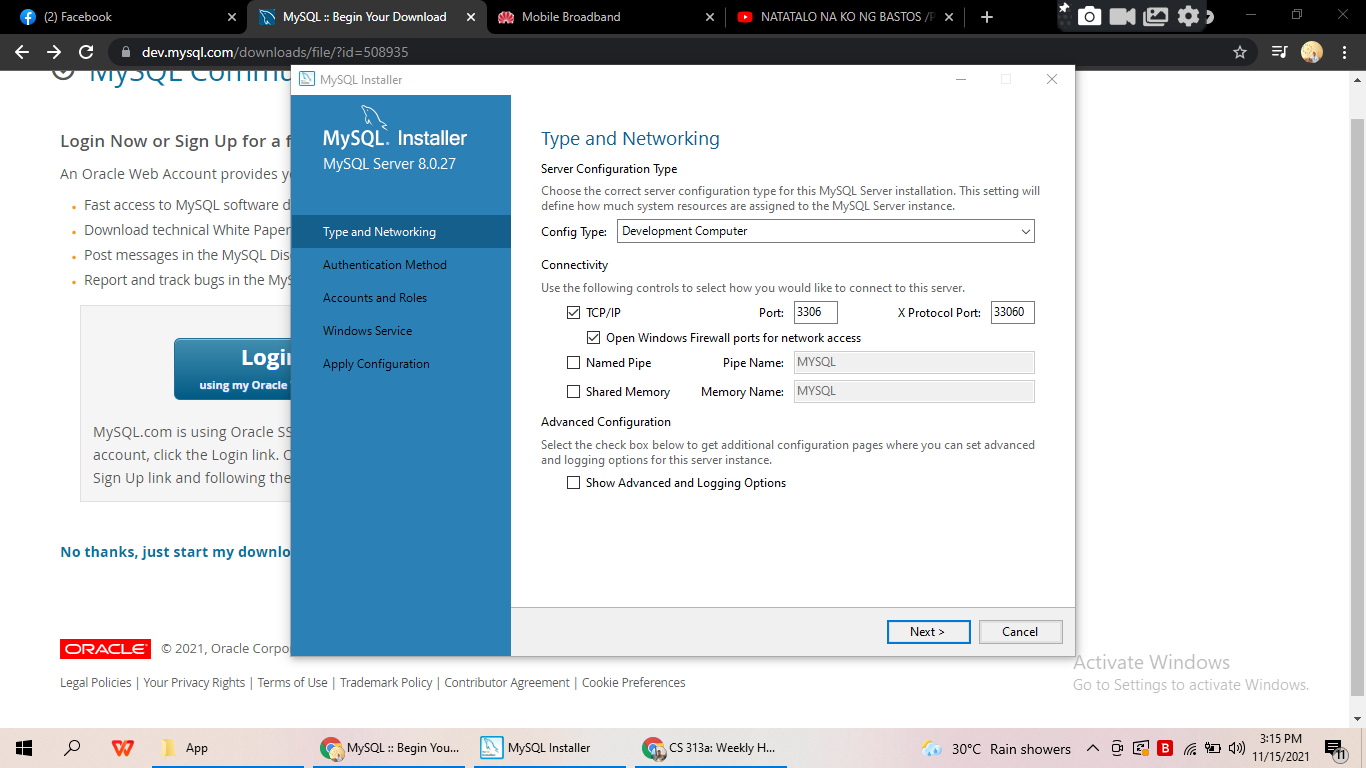 (2) Facebook
MySQL :: Begin Your Download
Mobile Broadband
NATATALO NA KO NG BASTOS /P
dev.mysql.com/downloads/file/?id=508935
MySQL Commu
Login Now or Sign Up for a f
An Oracle Web Account provides y
Fast access to MySQL software d
Download technical White Paper
Post messages in the MySQL Dis
Report and track bugs in the MyS
Login
using my Oracle
MySQL.com is using Oracle SS
account, click the Login link. O
Sign Up link and following the
No thanks, just start my downlo
ORACLE
© 2021, Oracle Corpo
Legal Policies | Your Privacy Rights | Terms of Use | Trademark Policy | Contributor Agreement | Cookie Preferences
MySQL Installer
MySQL. Installer
MySQL Server 8.0.27
Type and Networking
Authentication Method
Accounts and Roles
Windows Service
Apply Configuration
Type and Networking
Server Configuration Type
Choose the correct server configuration type for this MySQL Server installation. This setting will
define how much system resources are assigned to the MySQL Server instance.
Config Type: Development Computer
Connectivity
Use the following controls to select how you would like to connect to this server.
TCP/IP Port: 3306 X Protocol Port: 33060
Open Windows Firewall ports for network access
Named Pipe Pipe Name: MYSQL
Shared Memory Memory Name: MYSQL
Advanced Configuration
Select the check box below to get additional configuration pages where you can set advanced
and logging options for this server instance.
Show Advanced and Logging Options
Next >
Cancel
Activate Windows
Go to Settings to activate Windows.
App
MySQL :: Begin You...
MySQL Installer
CS 313a: Weekly H...
30°C Rain showers
B
3:15 PM
11/15/2021
11